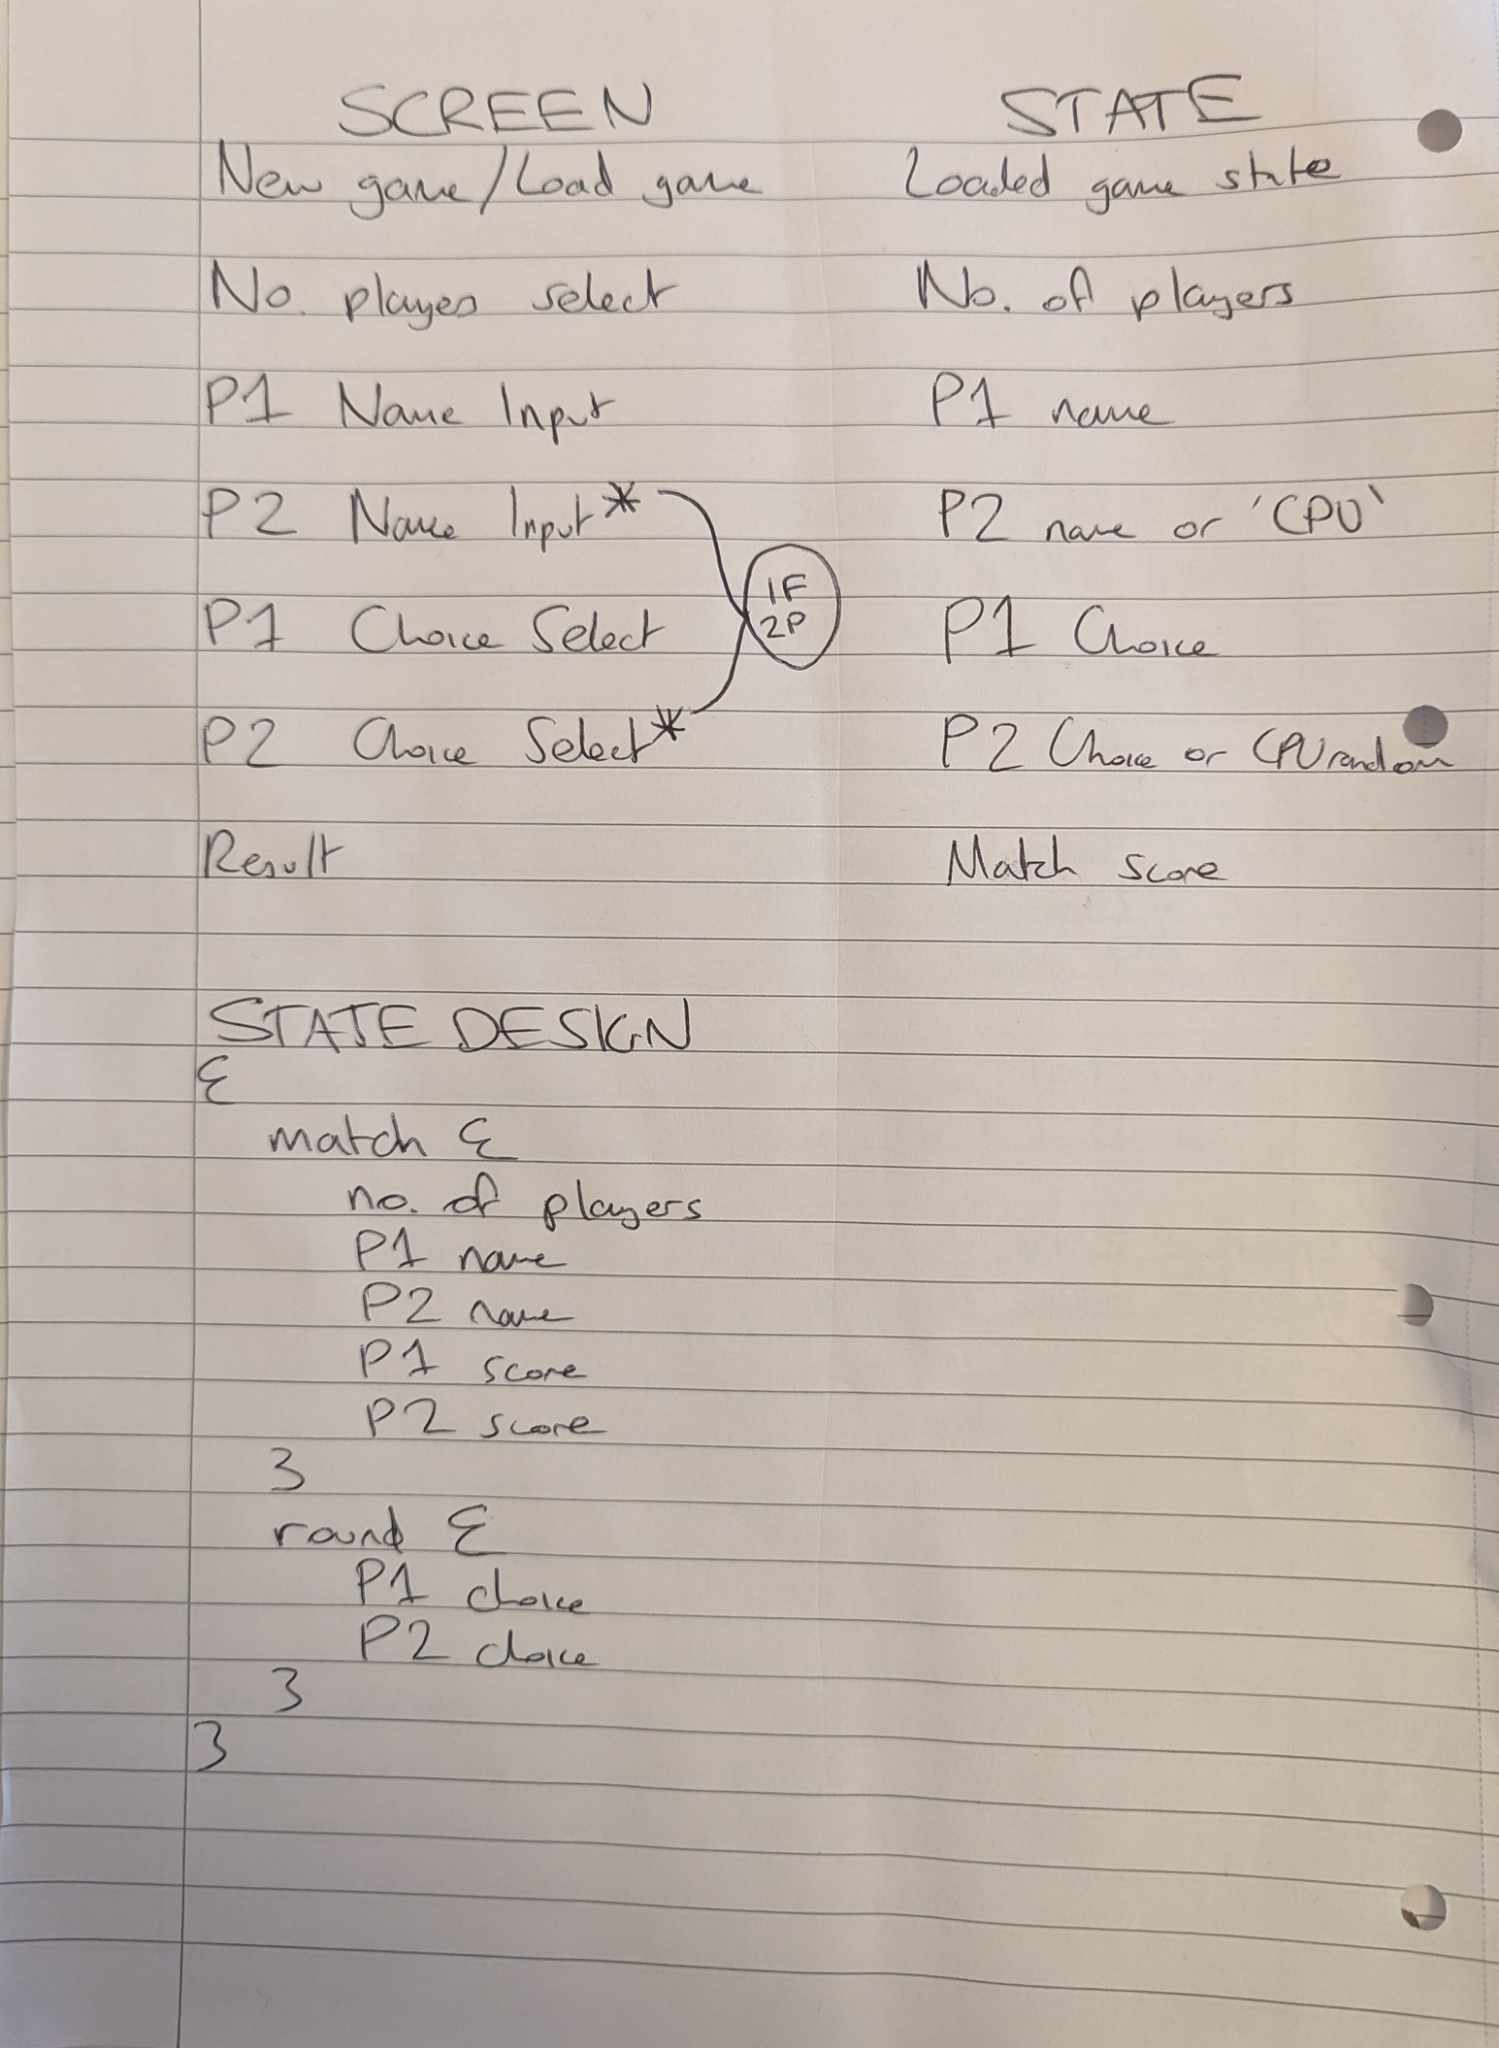 SCREEN STATE
New game/Load game Loaded game state
No. players select No. of players
P1 Name Input P1 name
P2 Name Input* P2 name or 'CPU'
IF
2P
P1 Choice Select P1 Choice
P2 Choice Select* P2 Choice or CPU random
Result Match score
STATE DESIGN
{
match {
no. of players
P1 name
P2 name
P1 score
P2 score
}
round {
P1 choice
P2 choice
}
}